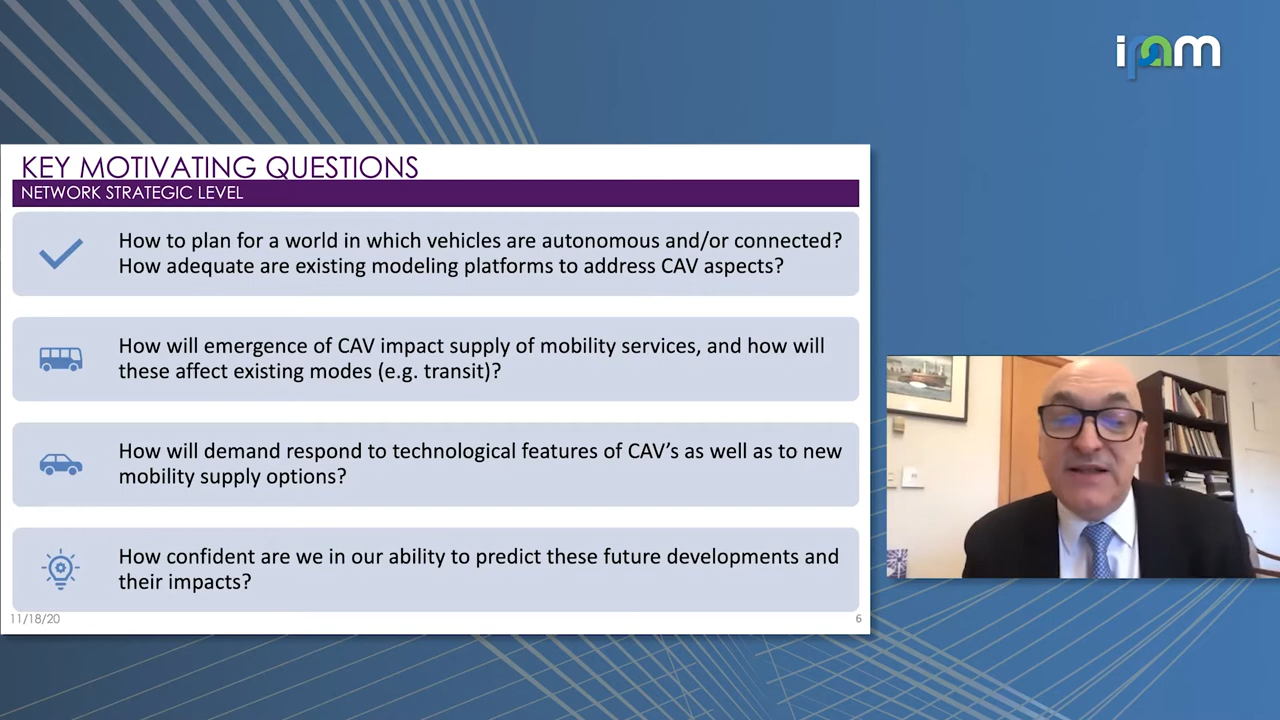 ipam
KEY MOTIVATING QUESTIONS
NETWORK STRATEGIC LEVEL
How to plan for a world in which vehicles are autonomous and/or connected?
How adequate are existing modeling platforms to address CAV aspects?
How will emergence of CAV impact supply of mobility services, and how will
these affect existing modes (e.g. transit)?
How will demand respond to technological features of CAV’s as well as to new
mobility supply options?
How confident are we in our ability to predict these future developments and
their impacts?
11/18/20
6